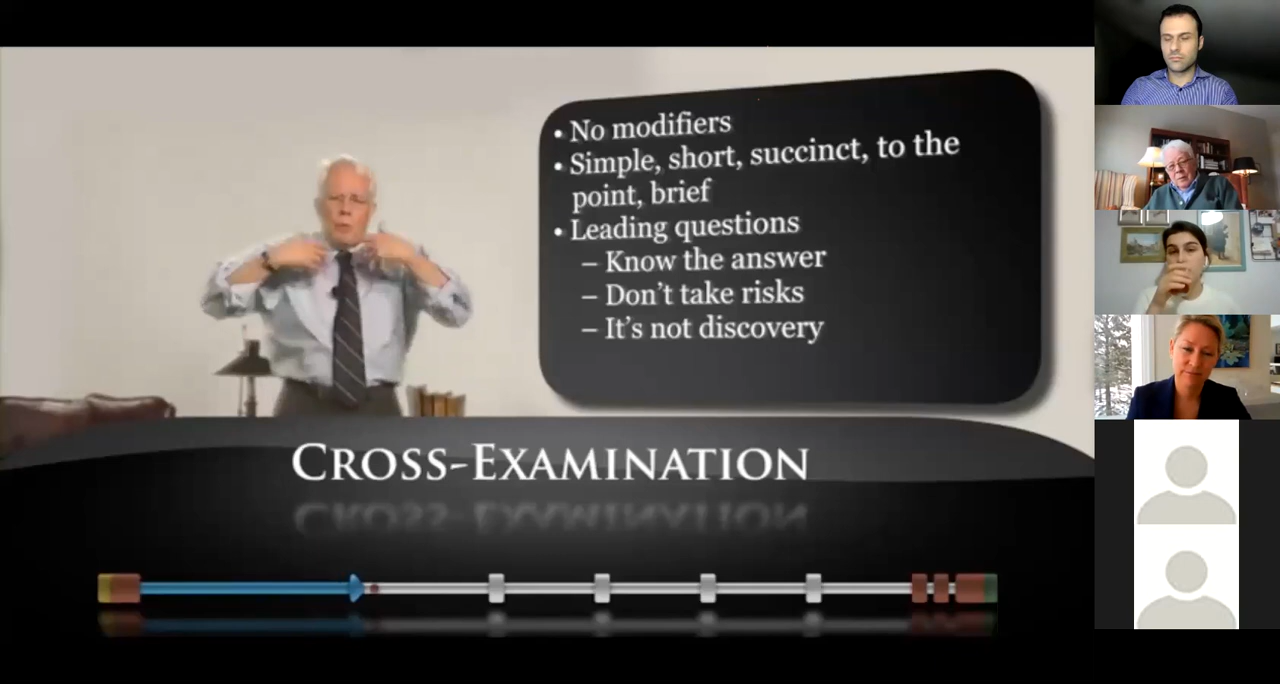 • No modifiers
• Simple, short, succinct, to the
point, brief
• Leading questions
– Know the answer
– Don’t take risks
– It’s not discovery
CROSS-EXAMINATION